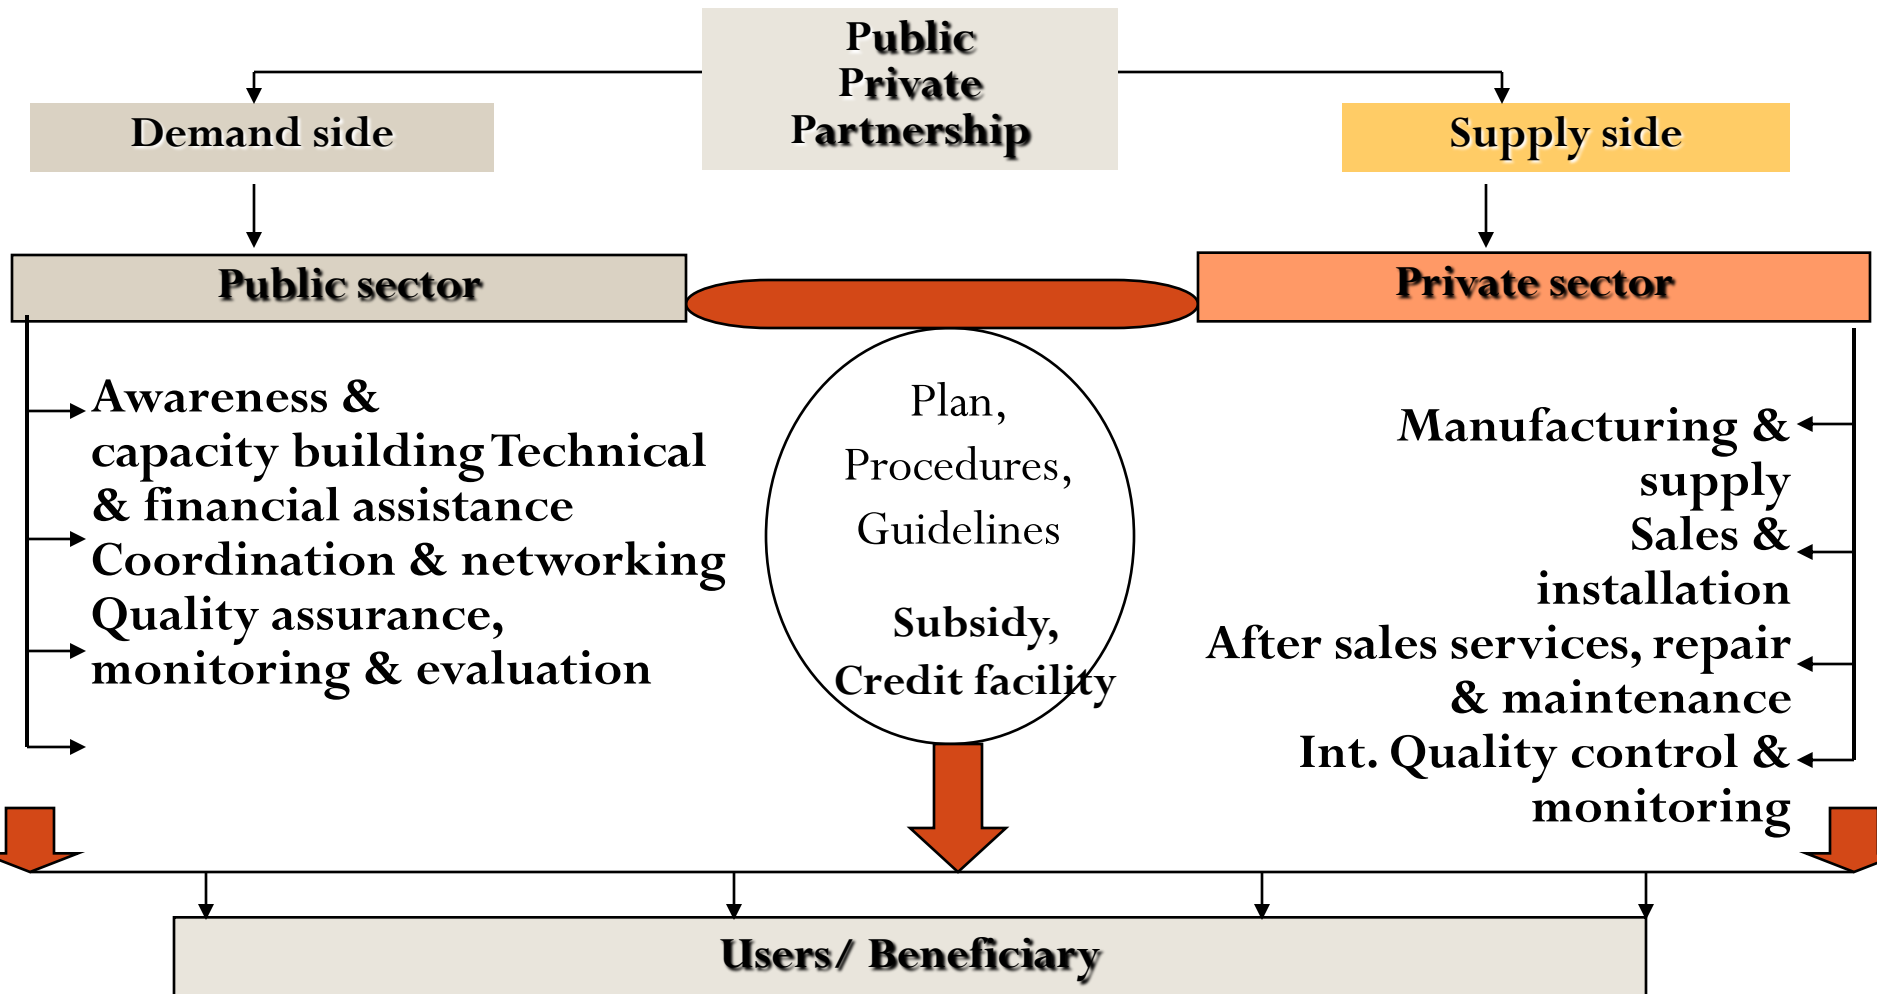 Public
Private
Partnership
Demand side
Supply side
Public sector
Private sector
Awareness &
capacity building Technical
& financial assistance
Coordination & networking
Quality assurance,
monitoring & evaluation
Plan,
Procedures,
Guidelines
Subsidy,
Credit facility
Manufacturing &
supply
Sales &
installation
After sales services, repair
& maintenance
Int. Quality control &
monitoring
Users/ Beneficiary